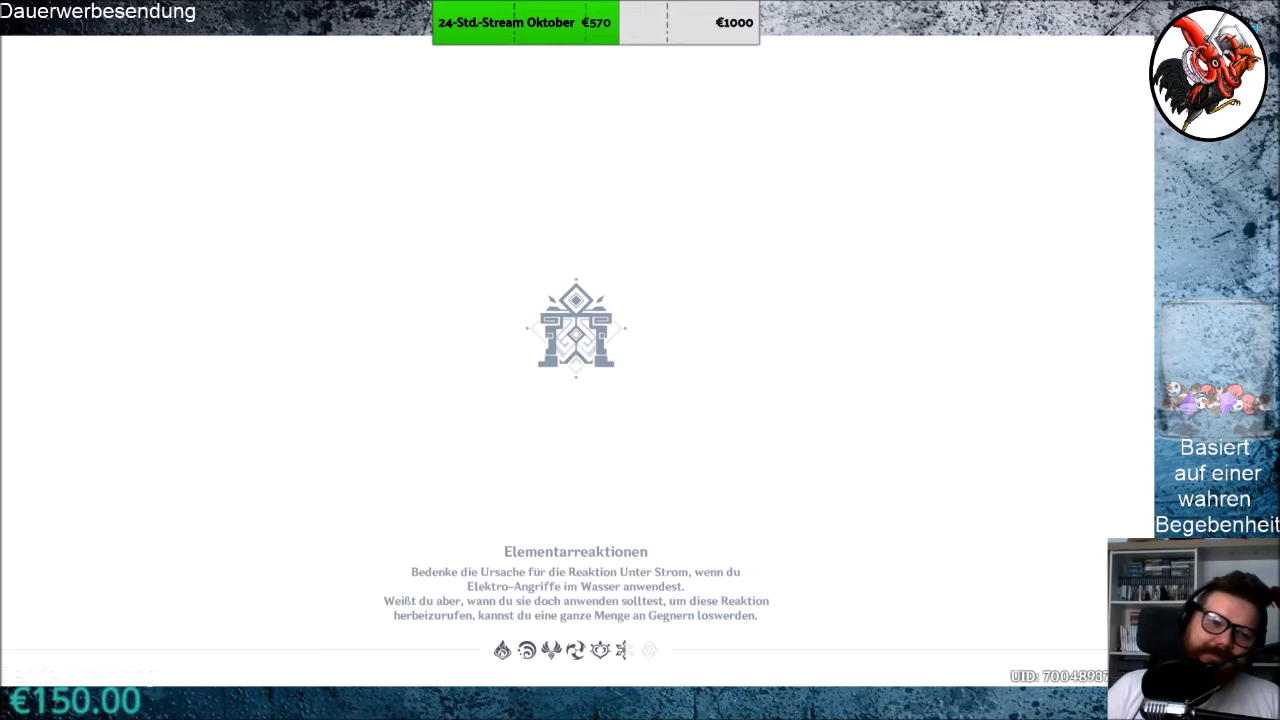 Dauerwerbesendung
24-Std.-Stream Oktober €570
€1000
Basiert
auf einer
wahren
Begebenheit
Elementarreaktionen
Bedenke die Ursache für die Reaktion Unter Strom, wenn du
Elektro-Angriffe im Wasser anwendest.
Weißt du aber, wann du sie doch anwenden solltest, um diese Reaktion
herbeizurufen, kannst du eine ganze Menge an Gegnern loswerden.
UID:
€150.00